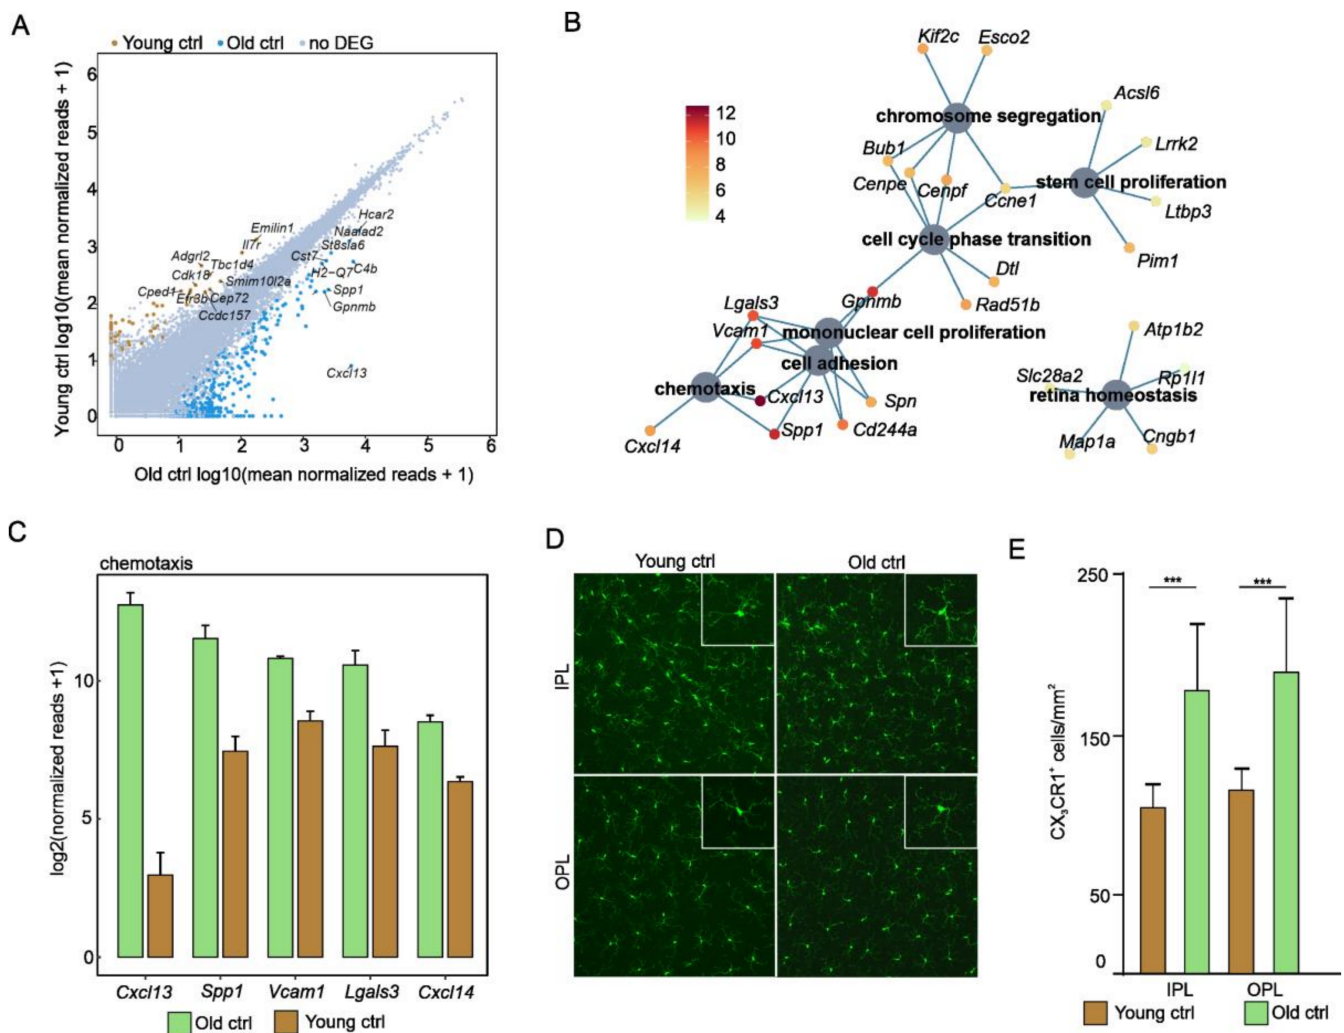 A
Young ctrl Old ctrl no DEG
Young ctrl log10(mean normalized reads + 1)
6
5
4
3
2
1
0
Hcar2
Emilin1
Naalad2
Il7r
St8sia6
Adgrl2
Cst7
Tbc1d4
H2-Q7
C4b
Cdk18
Smim10l2a
Cped1
Spp1
Efr3b
Cep72
Gpnmb
Ccdc157
Cxcl13
0 1 2 3 4 5 6
Old ctrl log10(mean normalized reads + 1)
B
12
10
8
6
4
Kif2c
Esco2
Acsl6
chromosome segregation
Bub1
Lrrk2
Cenpe
Cenpf
Ccne1
stem cell proliferation
Ltbp3
cell cycle phase transition
Pim1
Dtl
Gpnmb
Rad51b
Lgals3
Vcam1
mononuclear cell proliferation
Atp1b2
cell adhesion
Slc28a2
Rp1l1
chemotaxis
Cxcl13
Spn
retina homeostasis
Spp1
Cd244a
Cxcl14
Map1a
Cngb1
C
chemotaxis
log2(normalized reads +1)
10
5
0
Cxcl13 Spp1 Vcam1 Lgals3 Cxcl14
Old ctrl Young ctrl
D
Young ctrl Old ctrl
IPL
OPL
E
CX3CR1+ cells/mm2
250
150
50
0
*** ***
IPL OPL
Young ctrl Old ctrl